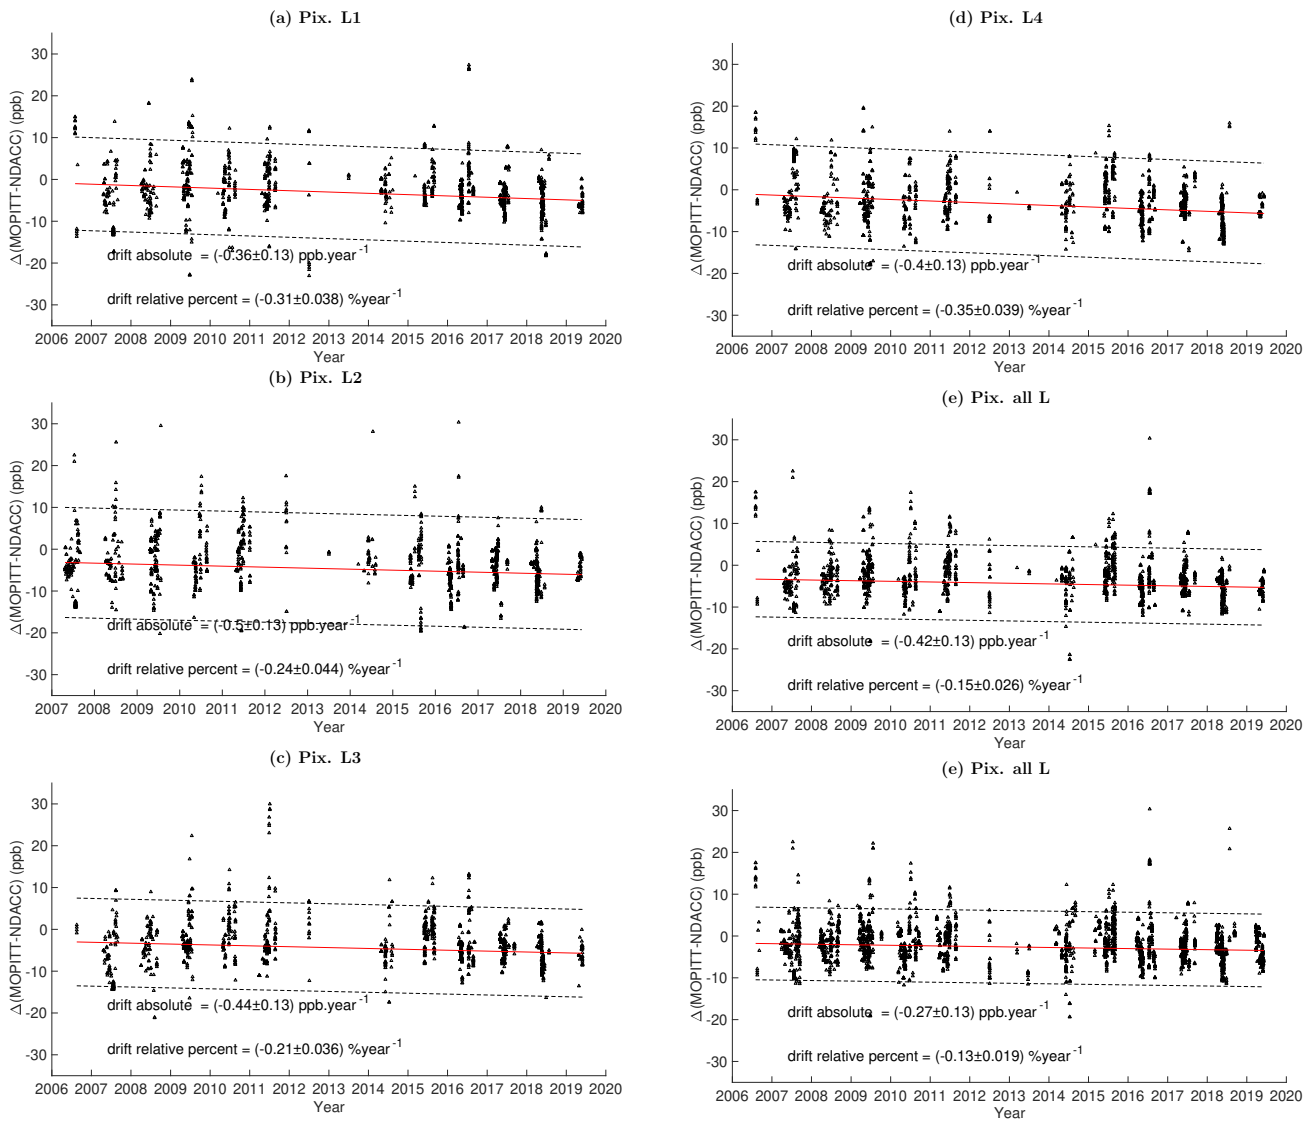 (a) Pix. L1
30
20
10
0
-10
-20
-30
Δ(MOPITT-NDACC) (ppb)
drift absolute = (-0.36±0.13) ppb.year-1
drift relative percent = (-0.31±0.038) %year-1
2006 2007 2008 2009 2010 2011 2012 2013 2014 2015 2016 2017 2018 2019 2020
Year
(b) Pix. L2
30
20
10
0
-10
-20
-30
Δ(MOPITT-NDACC) (ppb)
drift absolute = (-0.5±0.13) ppb.year-1
drift relative percent = (-0.24±0.044) %year-1
2007 2008 2009 2010 2011 2012 2013 2014 2015 2016 2017 2018 2019 2020
Year
(c) Pix. L3
30
20
10
0
-10
-20
-30
Δ(MOPITT-NDACC) (ppb)
drift absolute = (-0.44±0.13) ppb.year-1
drift relative percent = (-0.21±0.036) %year-1
2006 2007 2008 2009 2010 2011 2012 2013 2014 2015 2016 2017 2018 2019 2020
Year
(d) Pix. L4
30
20
10
0
-10
-20
-30
Δ(MOPITT-NDACC) (ppb)
drift absolute = (-0.4±0.13) ppb.year-1
drift relative percent = (-0.35±0.039) %year-1
2006 2007 2008 2009 2010 2011 2012 2013 2014 2015 2016 2017 2018 2019 2020
Year
(e) Pix. all L
30
20
10
0
-10
-20
-30
Δ(MOPITT-NDACC) (ppb)
drift absolute = (-0.42±0.13) ppb.year-1
drift relative percent = (-0.15±0.026) %year-1
2006 2007 2008 2009 2010 2011 2012 2013 2014 2015 2016 2017 2018 2019 2020
Year
(e) Pix. all L
30
20
10
0
-10
-20
-30
Δ(MOPITT-NDACC) (ppb)
drift absolute = (-0.27±0.13) ppb.year-1
drift relative percent = (-0.13±0.019) %year-1
2006 2007 2008 2009 2010 2011 2012 2013 2014 2015 2016 2017 2018 2019 2020
Year